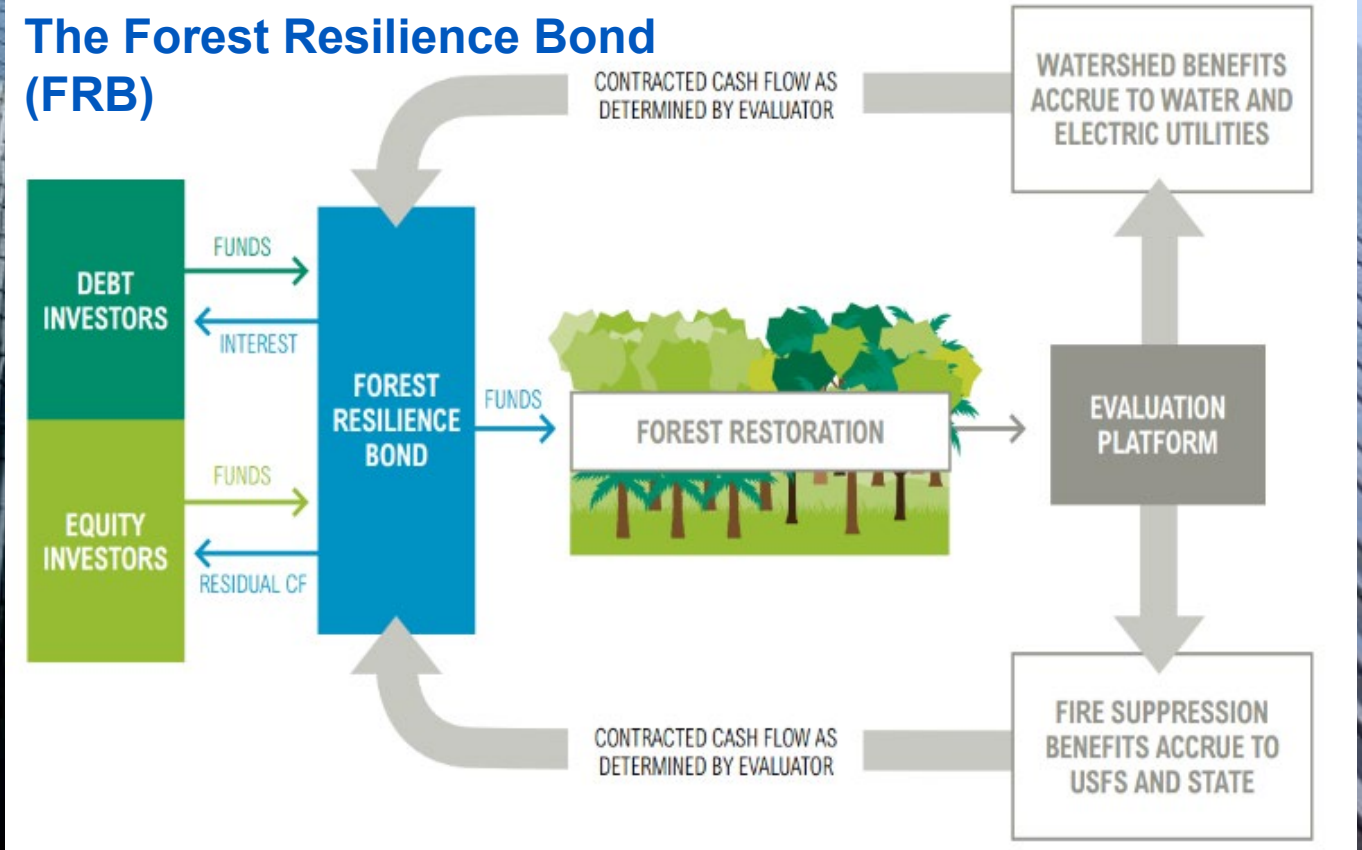 The Forest Resilience Bond
(FRB)
CONTRACTED CASH FLOW AS
DETERMINED BY EVALUATOR
WATERSHED BENEFITS
ACCRUE TO WATER AND
ELECTRIC UTILITIES
DEBT
INVESTORS
FUNDS
INTEREST
EQUITY
INVESTORS
FUNDS
RESIDUAL CF
FOREST
RESILIENCE
BOND
FUNDS
FOREST RESTORATION
EVALUATION
PLATFORM
CONTRACTED CASH FLOW AS
DETERMINED BY EVALUATOR
FIRE SUPPRESSION
BENEFITS ACCRUE TO
USFS AND STATE